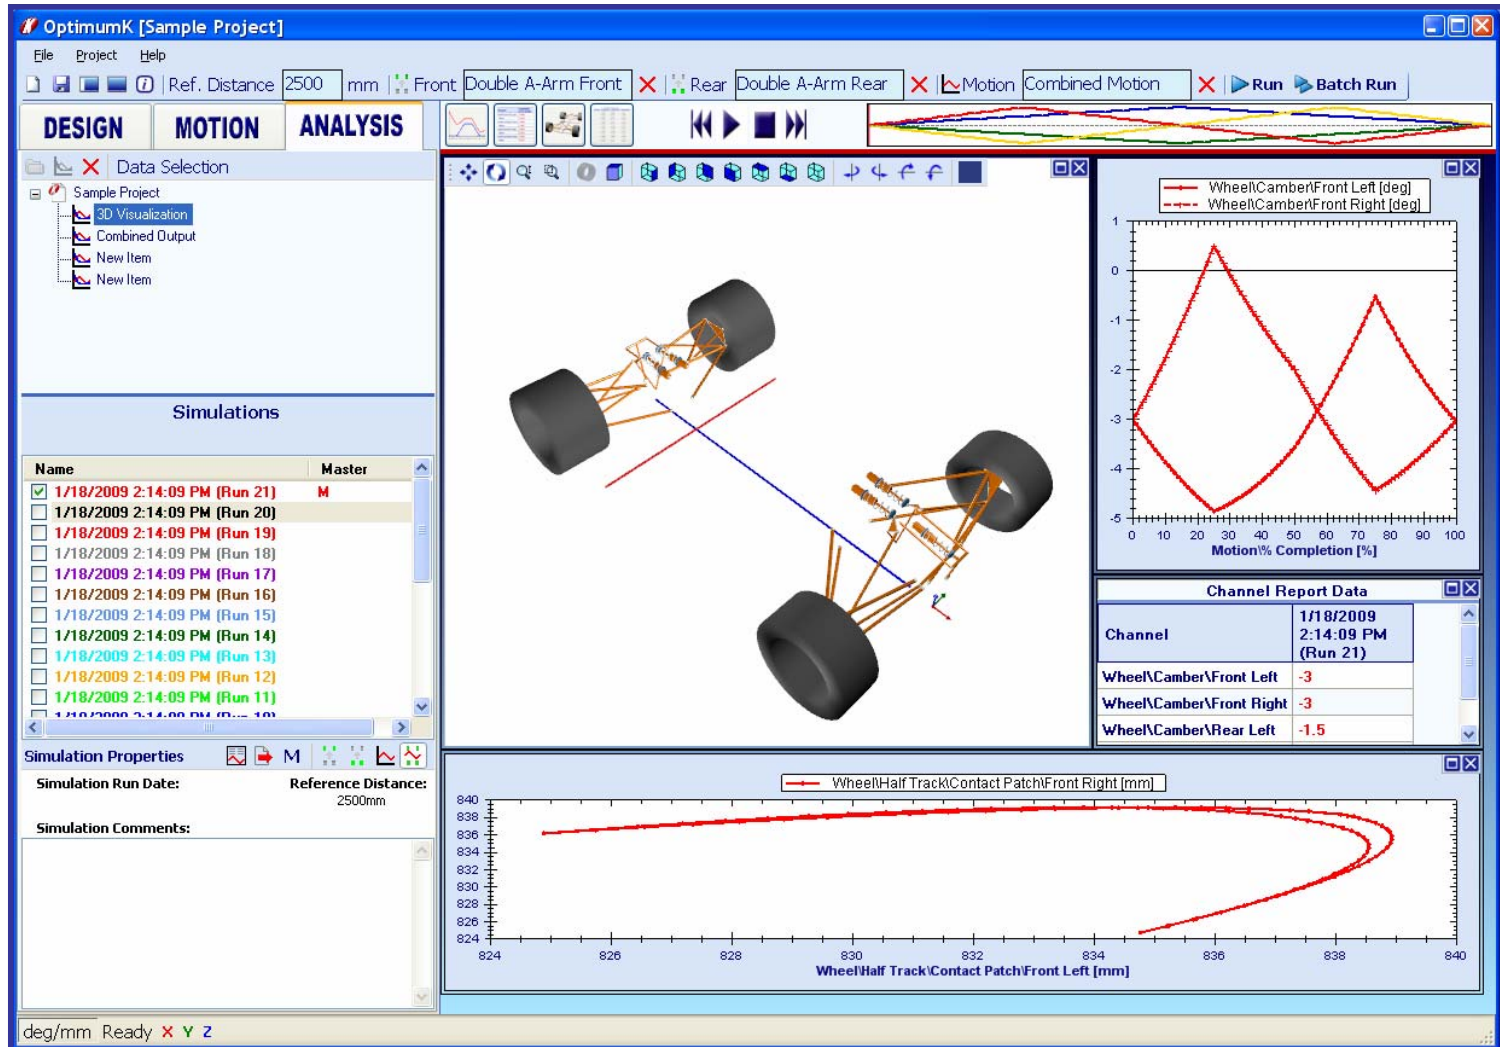 OptimumK [Sample Project]
File Project Help
Ref. Distance 2500 mm Front Double A-Arm Front Rear Double A-Arm Rear Motion Combined Motion Run Batch Run
DESIGN MOTION ANALYSIS
Data Selection
Sample Project
3D Visualization
Combined Output
New Item
New Item
Simulations
Name Master
1/18/2009 2:14:09 PM (Run 21) M
1/18/2009 2:14:09 PM (Run 20)
1/18/2009 2:14:09 PM (Run 19)
1/18/2009 2:14:09 PM (Run 18)
1/18/2009 2:14:09 PM (Run 17)
1/18/2009 2:14:09 PM (Run 16)
1/18/2009 2:14:09 PM (Run 15)
1/18/2009 2:14:09 PM (Run 14)
1/18/2009 2:14:09 PM (Run 13)
1/18/2009 2:14:09 PM (Run 12)
1/18/2009 2:14:09 PM (Run 11)
Simulation Properties M
Simulation Run Date: Reference Distance:
2500mm
Simulation Comments:
Wheel\Camber\Front Left [deg]
Wheel\Camber\Front Right [deg]
1
0
-1
-2
-3
-4
-5
0 10 20 30 40 50 60 70 80 90 100
Motion\% Completion [%]
Channel Report Data
Channel 1/18/2009 2:14:09 PM (Run 21)
Wheel\Camber\Front Left -3
Wheel\Camber\Front Right -3
Wheel\Camber\Rear Left -1.5
Wheel\Half Track\Contact Patch\Front Right [mm]
840
838
836
834
832
830
828
826
824
824 826 828 830 832 834 836 838 840
Wheel\Half Track\Contact Patch\Front Left [mm]
deg/mm Ready X Y Z